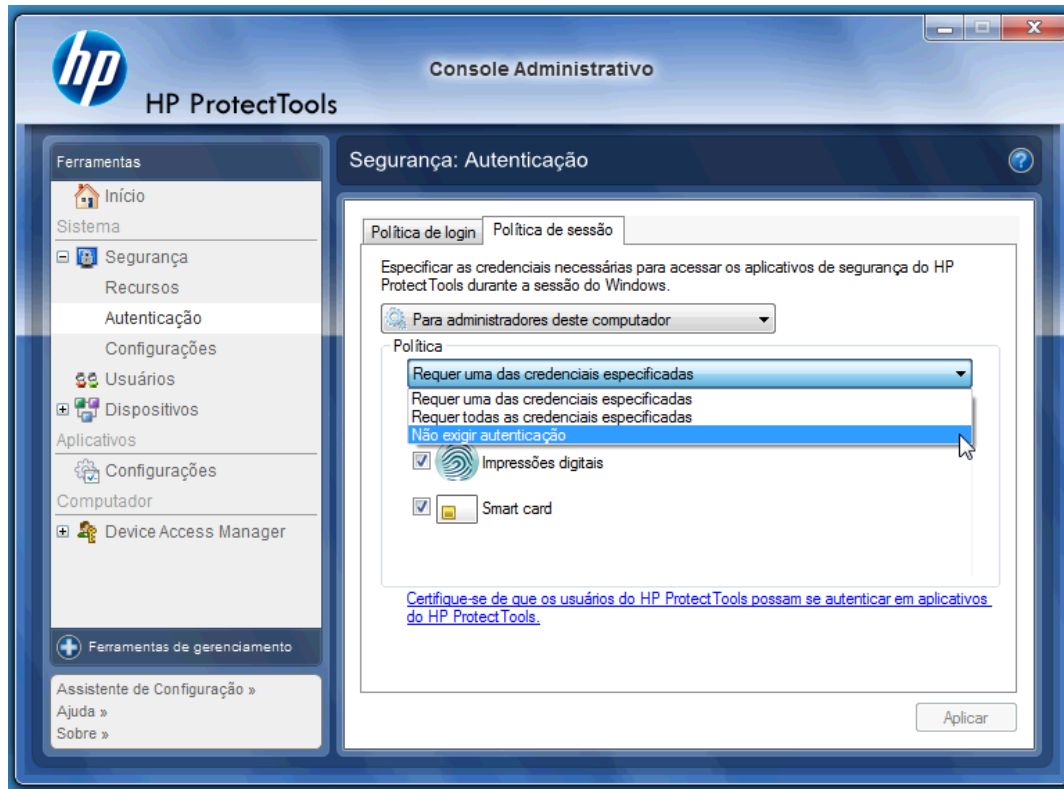 hp
Console Administrativo
HP ProtectTools
Ferramentas
Início
Sistema
Segurança
Recursos
Autenticação
Configurações
Usuários
Dispositivos
Aplicativos
Configurações
Computador
Device Access Manager
Ferramentas de gerenciamento
Assistente de Configuração »
Ajuda »
Sobre »
Segurança: Autenticação
?
Política de login
Política de sessão
Especificar as credenciais necessárias para acessar os aplicativos de segurança do HP
ProtectTools durante a sessão do Windows.
Para administradores deste computador
Política
Requer uma das credenciais especificadas
Requer uma das credenciais especificadas
Requer todas as credenciais especificadas
Não exigir autenticação
Impressões digitais
Smart card
Certifique-se de que os usuários do HP ProtectTools possam se autenticar em aplicativos
do HP ProtectTools.
Aplicar